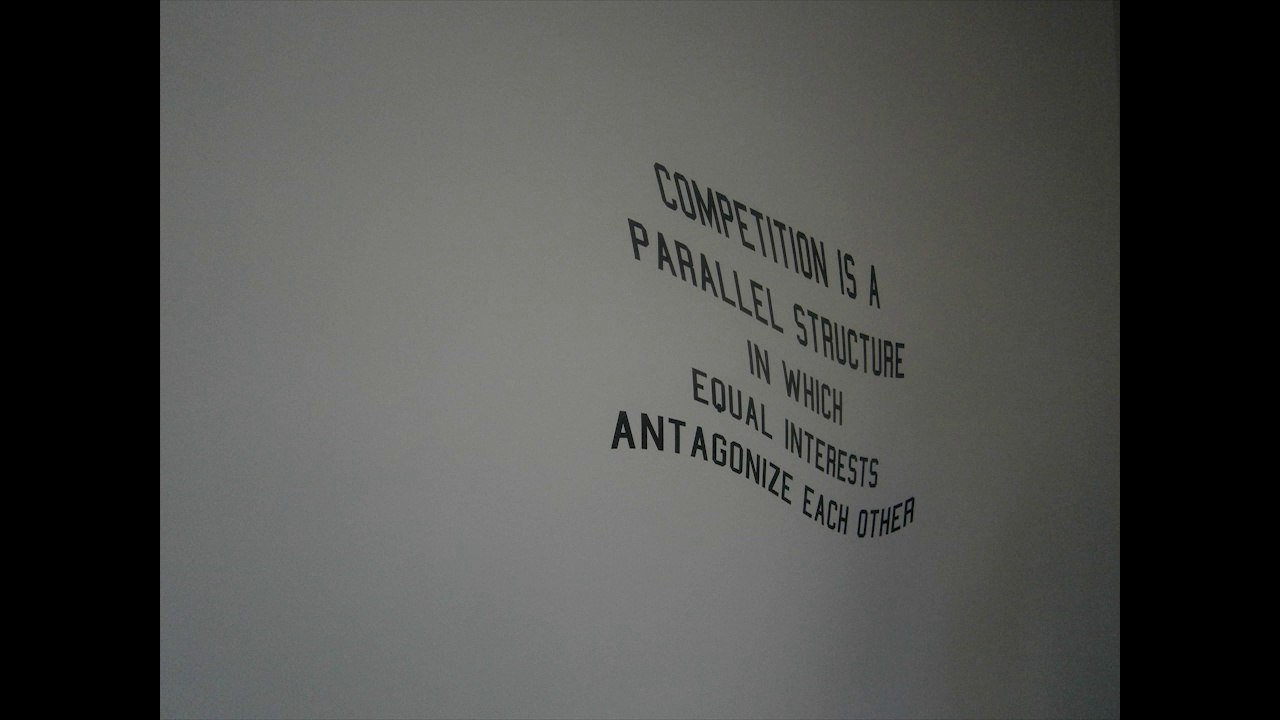 COMPETITION IS A
PARALLEL STRUCTURE
IN WHICH
EQUAL INTERESTS
ANTAGONIZE EACH OTHER